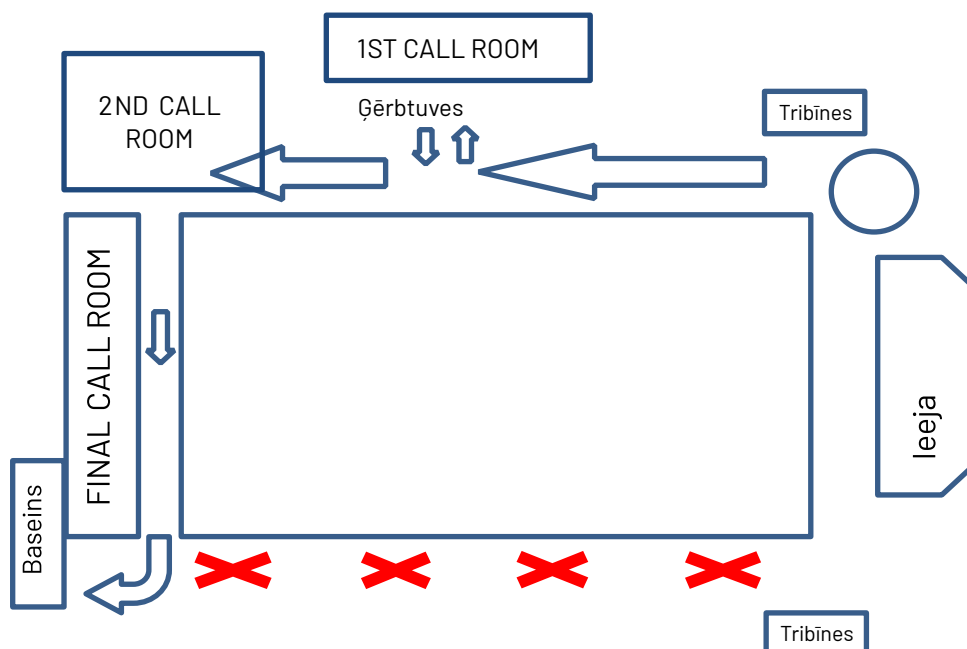 1ST CALL ROOM
2ND CALL
ROOM
Ģērbtuves
Tribīnes
FINAL CALL ROOM
Ieeja
Baseins
Tribīnes